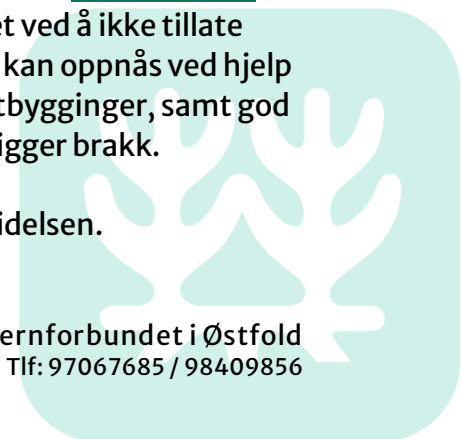 et ved å ikke tillate
kan oppnås ved hjelp
tbygginger, samt god
igger brakk.
idelsen.
ernforbundet i Østfold
Tlf: 97067685 / 98409856